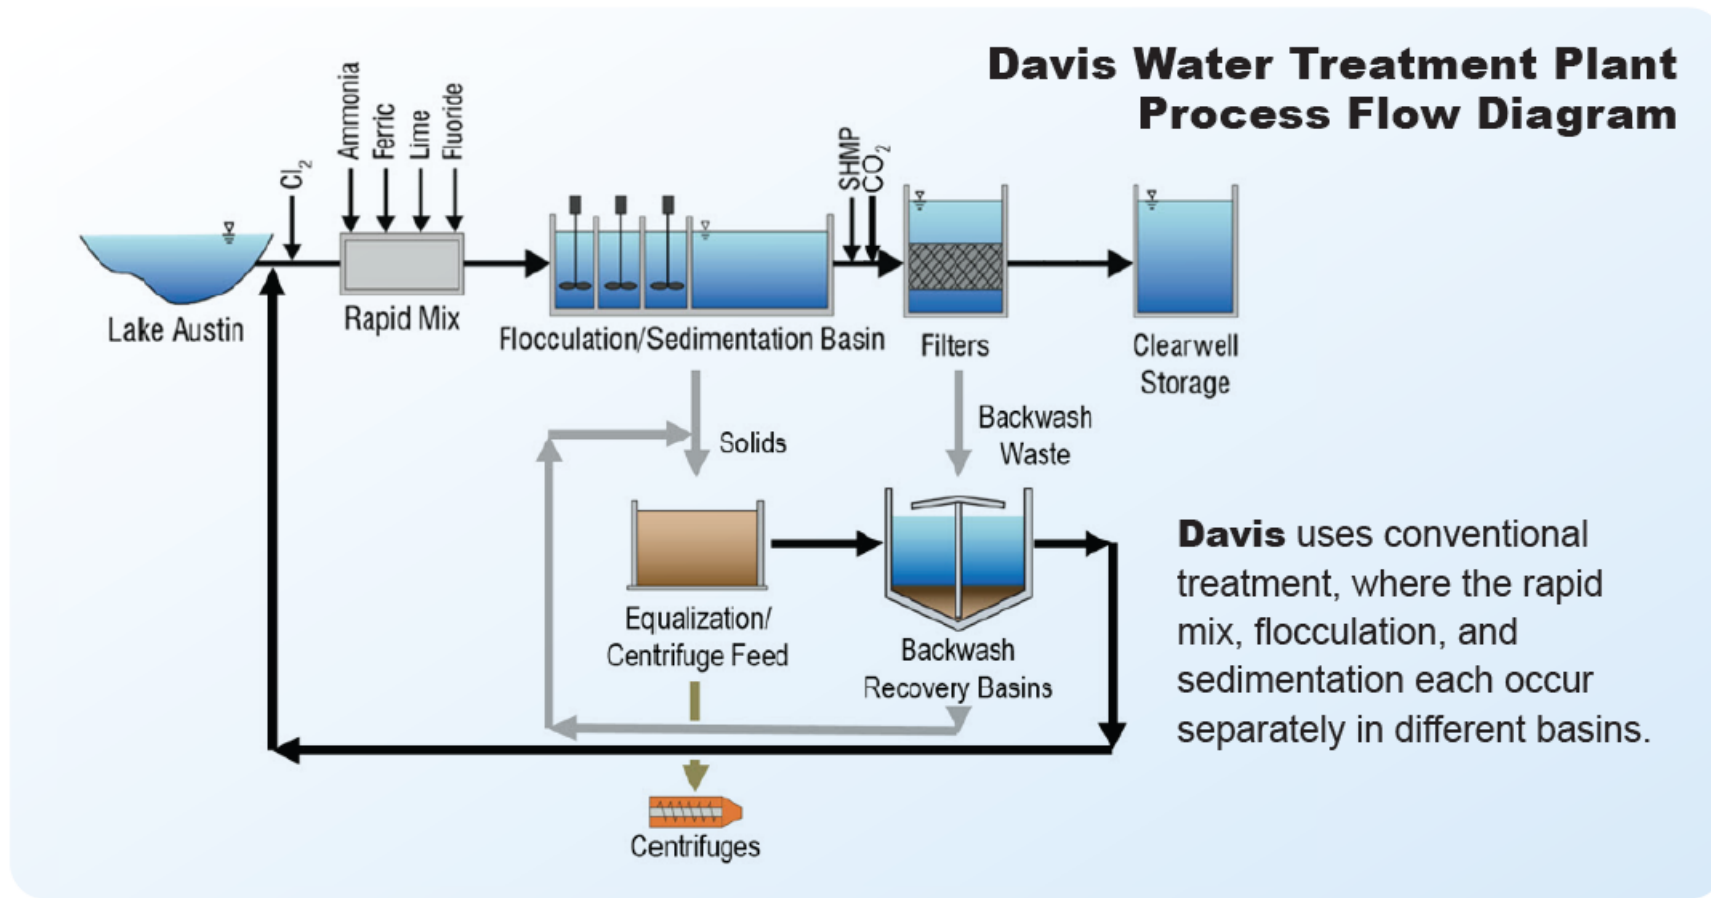 Davis Water Treatment Plant
Process Flow Diagram
Cl₂
Ammonia
Ferric
Lime
Fluoride
SHMP
CO₂
Lake Austin
Rapid Mix
Flocculation/Sedimentation Basin
Filters
Clearwell
Storage
Solids
Backwash
Waste
Equalization/
Centrifuge Feed
Backwash
Recovery Basins
Centrifuges
Davis uses conventional
treatment, where the rapid
mix, flocculation, and
sedimentation each occur
separately in different basins.